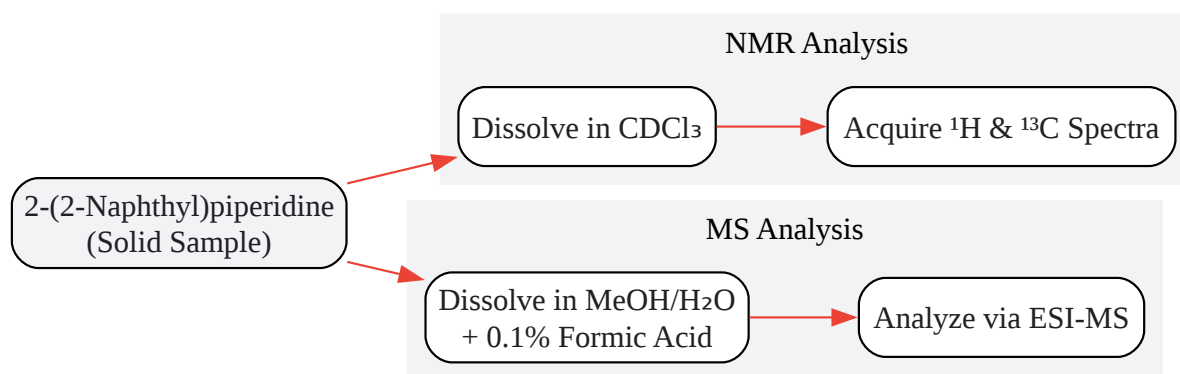 NMR Analysis
Dissolve in CDCl₃
Acquire ¹H & ¹³C Spectra
2-(2-Naphthyl)piperidine
(Solid Sample)
MS Analysis
Dissolve in MeOH/H₂O
+ 0.1% Formic Acid
Analyze via ESI-MS